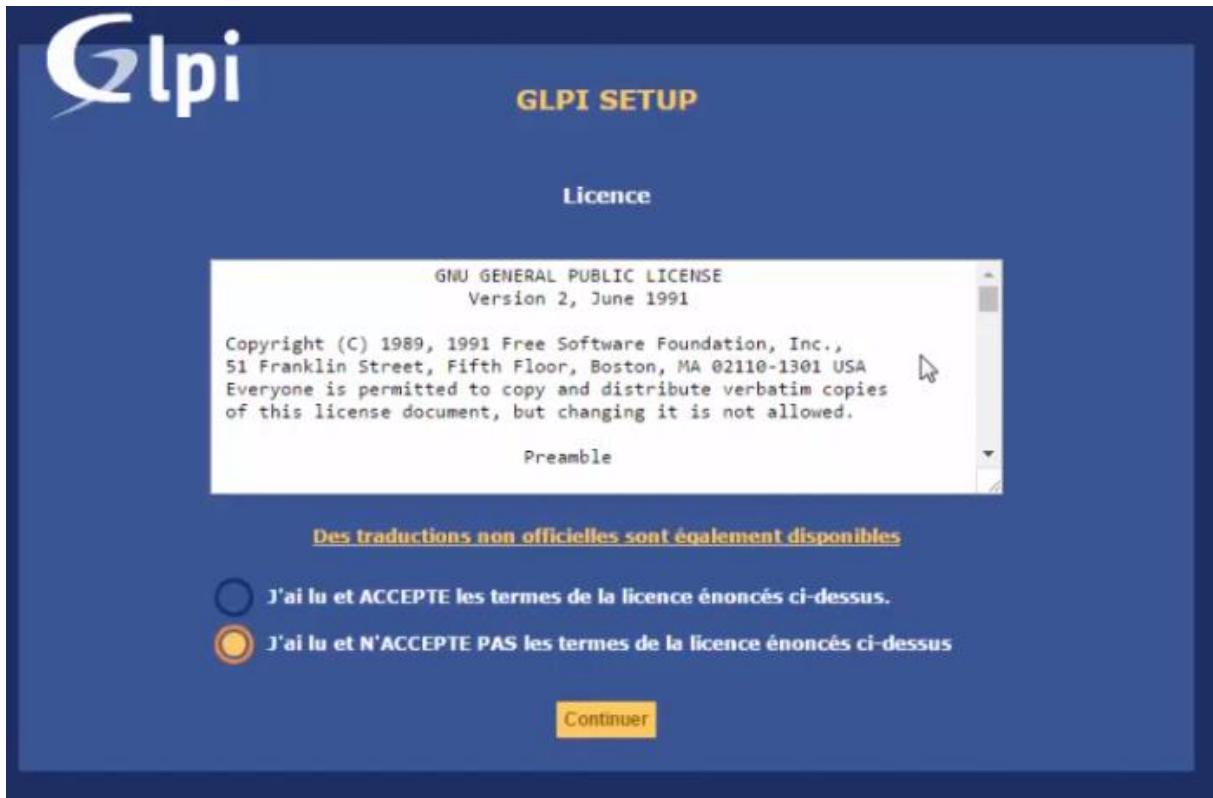 Glpi
GLPI SETUP
Licence
GNU GENERAL PUBLIC LICENSE
Version 2, June 1991
Copyright (C) 1989, 1991 Free Software Foundation, Inc.,
51 Franklin Street, Fifth Floor, Boston, MA 02110-1301 USA
Everyone is permitted to copy and distribute verbatim copies
of this license document, but changing it is not allowed.
Preamble
Des traductions non officielles sont également disponibles
J'ai lu et ACCEPTE les termes de la licence énoncés ci-dessus.
J'ai lu et N'ACCEPTE PAS les termes de la licence énoncés ci-dessus
Continuer